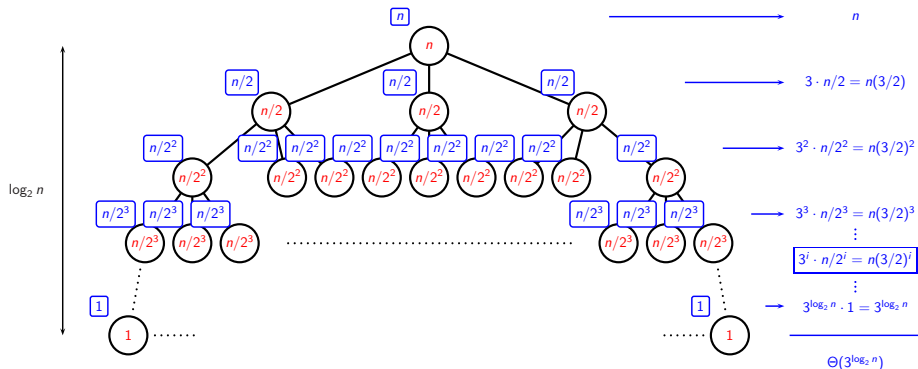 n n
n
n/2 n/2 n/2 3 · n/2 = n(3/2)
n/2 n/2 n/2
n/2² n/2² n/2² n/2² n/2² n/2² n/2² n/2² n/2² 3² · n/2² = n(3/2)²
n/2² n/2² n/2² n/2² n/2² n/2² n/2² n/2² n/2²
log₂ n
n/2³ n/2³ n/2³ n/2³ n/2³ n/2³ 3³ · n/2³ = n(3/2)³
n/2³ n/2³ n/2³ n/2³ n/2³ n/2³
3ⁱ · n/2ⁱ = n(3/2)ⁱ
1 1 3^{log₂ n} · 1 = 3^{log₂ n}
1 1
Θ(3^{log₂ n})